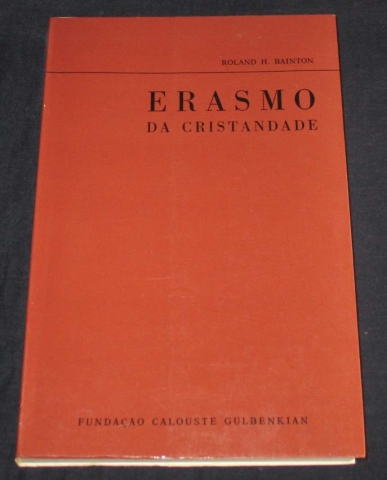 ROLAND H. BAINTON
ERASMO
DA CRISTANDADE
FUNDAÇAO CALOUSTE GULBENKIAN